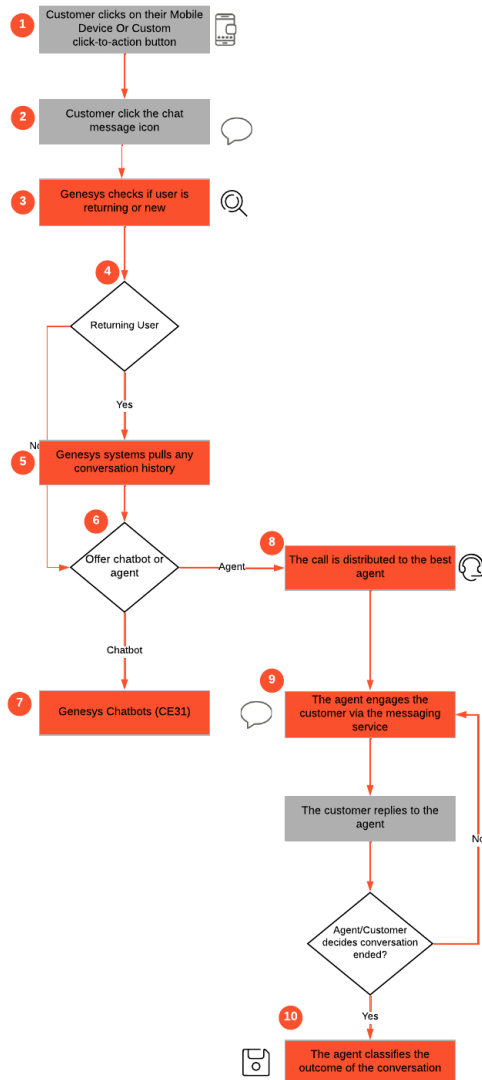 1
Customer clicks on their Mobile
Device Or Custom
click-to-action button
2
Customer click the chat
message icon
3
Genesys checks if user is
returning or new
4
Returning User
Yes
No
5
Genesys systems pulls any
conversation history
6
Offer chatbot or
agent
Agent
8
The call is distributed to the best
agent
Chatbot
7
Genesys Chatbots (CE31)
9
The agent engages the
customer via the messaging
service
The customer replies to the
agent
No
Agent/Customer
decides conversation
ended?
Yes
10
The agent classifies the
outcome of the conversation